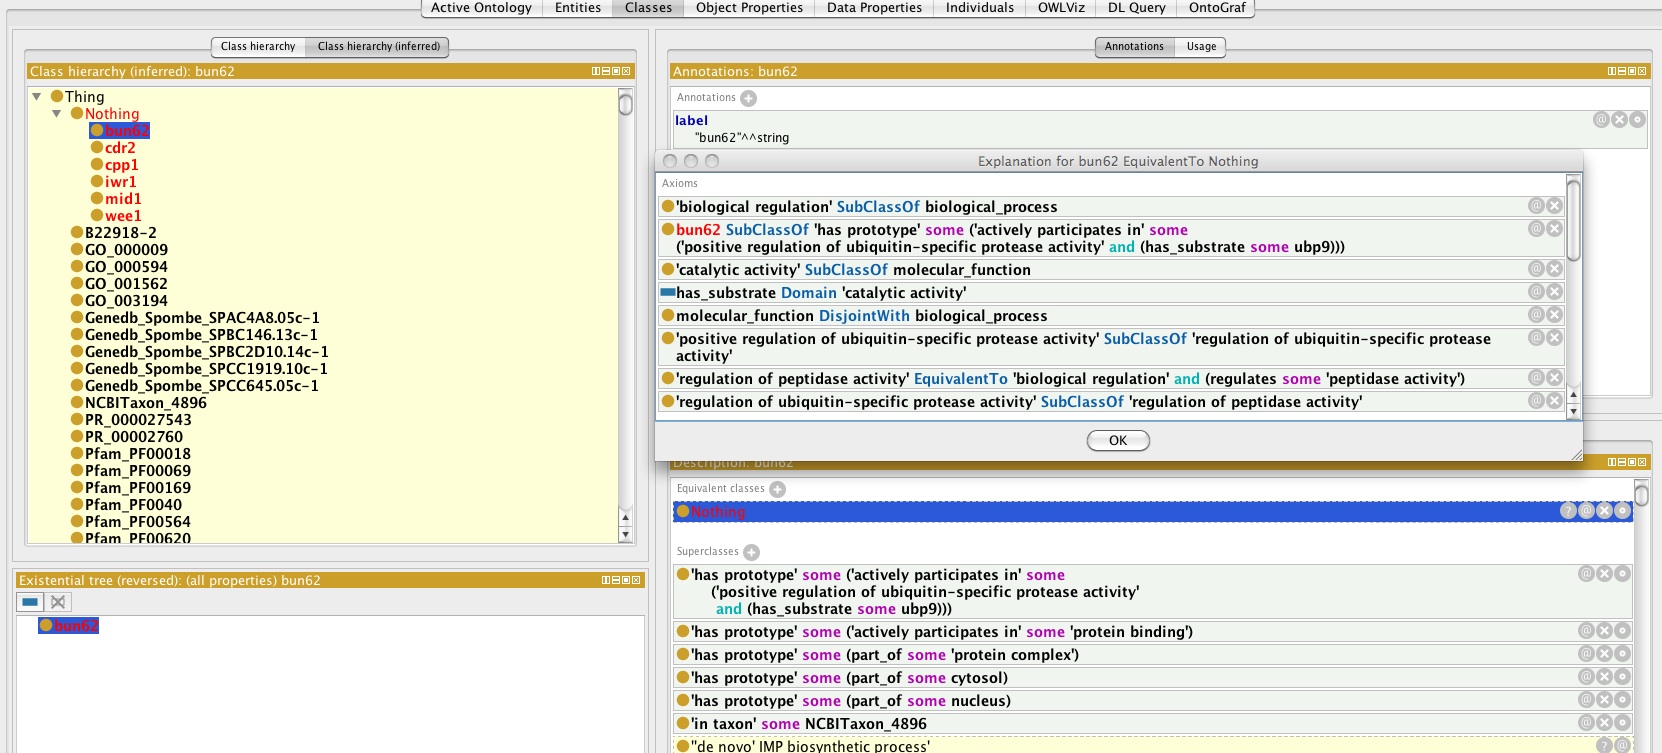 Active Ontology Entities Classes Object Properties Data Properties Individuals OWLViz DL Query OntoGraf
Class hierarchy Class hierarchy (inferred)
Class hierarchy (inferred): bun62
Thing
Nothing
bun62
cdr2
cpp1
iwr1
mid1
wee1
B22918-2
GO_000009
GO_000594
GO_001562
GO_003194
Genedb_Spombe_SPAC4A8.05c-1
Genedb_Spombe_SPBC146.13c-1
Genedb_Spombe_SPBC2D10.14c-1
Genedb_Spombe_SPCC1919.10c-1
Genedb_Spombe_SPCC645.05c-1
NCBITaxon_4896
PR_000027543
PR_00002760
Pfam_PF00018
Pfam_PF00069
Pfam_PF00169
Pfam_PF0040
Pfam_PF00564
Pfam_PF00620
Existential tree (reversed): (all properties) bun62
bun62
Annotations Usage
Annotations: bun62
Annotations
label
"bun62"^^string
Explanation for bun62 EquivalentTo Nothing
Axioms
'biological regulation' SubClassOf biological_process
bun62 SubClassOf 'has prototype' some ('actively participates in' some
('positive regulation of ubiquitin-specific protease activity' and (has_substrate some ubp9)))
'catalytic activity' SubClassOf molecular_function
has_substrate Domain 'catalytic activity'
molecular_function DisjointWith biological_process
'positive regulation of ubiquitin-specific protease activity' SubClassOf 'regulation of ubiquitin-specific protease
activity'
'regulation of peptidase activity' EquivalentTo 'biological regulation' and (regulates some 'peptidase activity')
'regulation of ubiquitin-specific protease activity' SubClassOf 'regulation of peptidase activity'
OK
Description: bun62
Equivalent classes
Nothing
Superclasses
'has prototype' some ('actively participates in' some
('positive regulation of ubiquitin-specific protease activity'
and (has_substrate some ubp9)))
'has prototype' some ('actively participates in' some 'protein binding')
'has prototype' some (part_of some 'protein complex')
'has prototype' some (part_of some cytosol)
'has prototype' some (part_of some nucleus)
'in taxon' some NCBITaxon_4896
"de novo' IMP biosynthetic process'